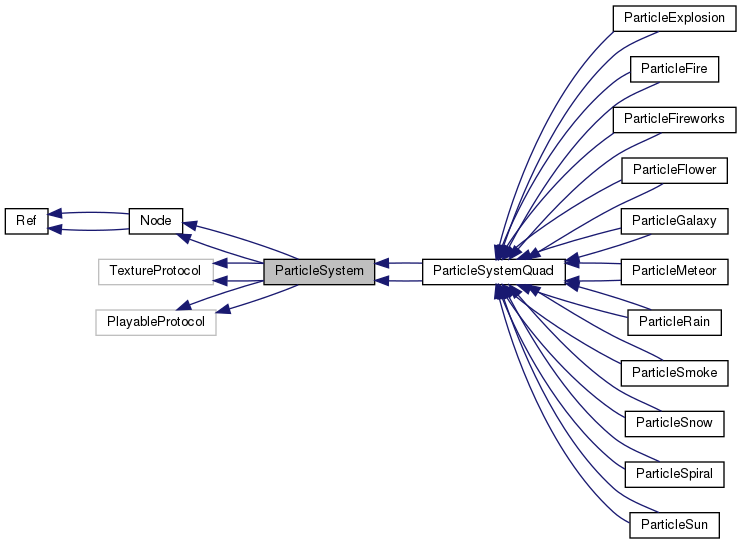 Ref
Node
TextureProtocol
PlayableProtocol
ParticleSystem
ParticleSystemQuad
ParticleExplosion
ParticleFire
ParticleFireworks
ParticleFlower
ParticleGalaxy
ParticleMeteor
ParticleRain
ParticleSmoke
ParticleSnow
ParticleSpiral
ParticleSun